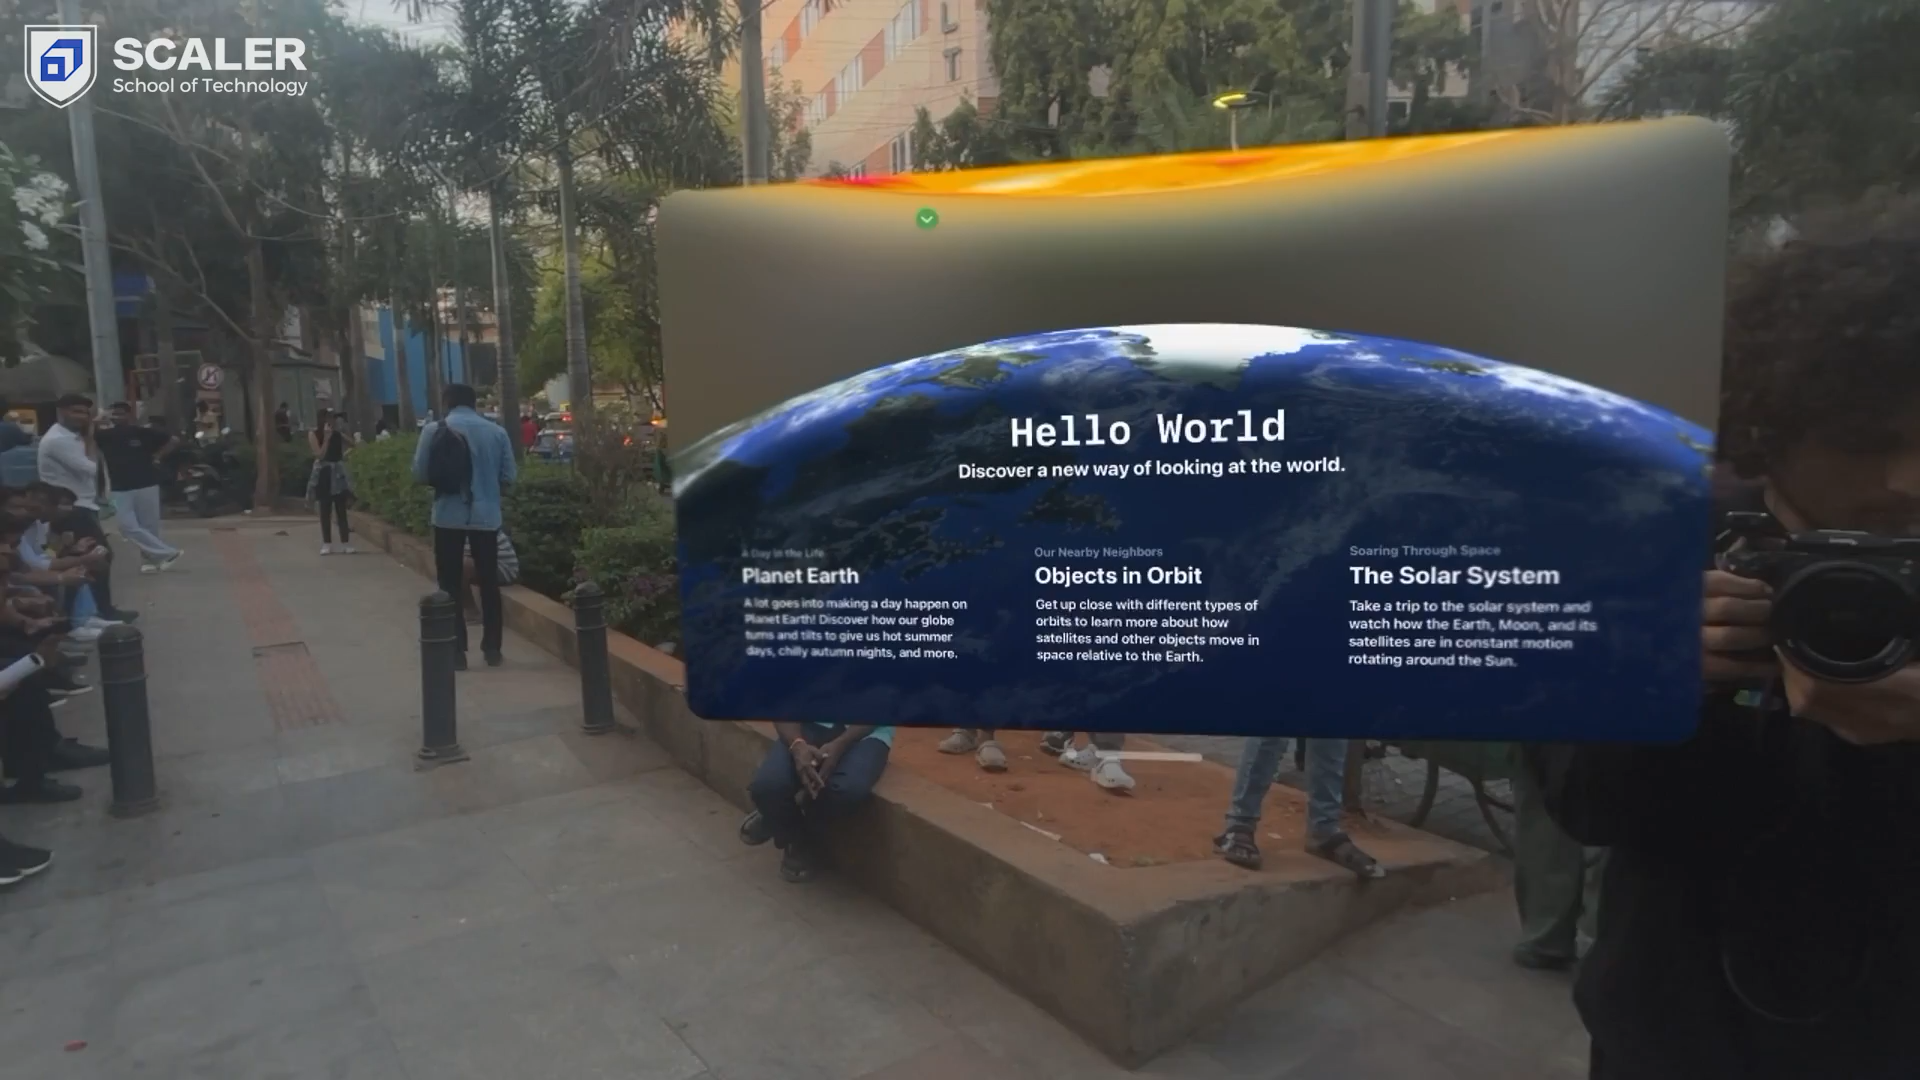 SCALER
School of Technology
Hello World
Discover a new way of looking at the world.
A Day in the Life
Planet Earth
A lot goes into making a day happen on
Planet Earth! Discover how our globe
turns and tilts to give us hot summer
days, chilly autumn nights, and more.
Our Nearby Neighbors
Objects in Orbit
Get up close with different types of
orbits to learn more about how
satellites and other objects move in
space relative to the Earth.
Soaring Through Space
The Solar System
Take a trip to the solar system and
watch how the Earth, Moon, and its
satellites are in constant motion
rotating around the Sun.